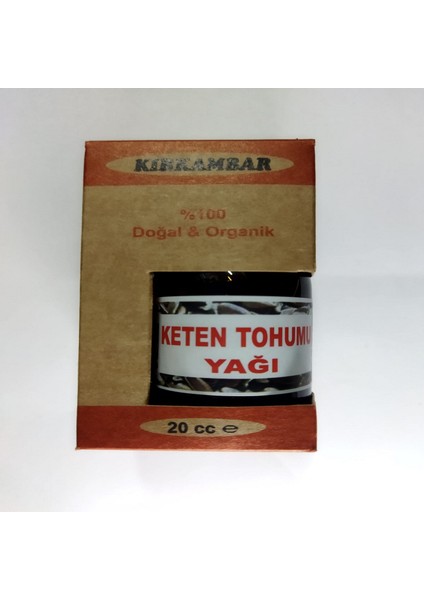 KIRKAMBAR
%100
Doğal & Organik
KETEN TOHUMU
YAĞI
20 cc ℮